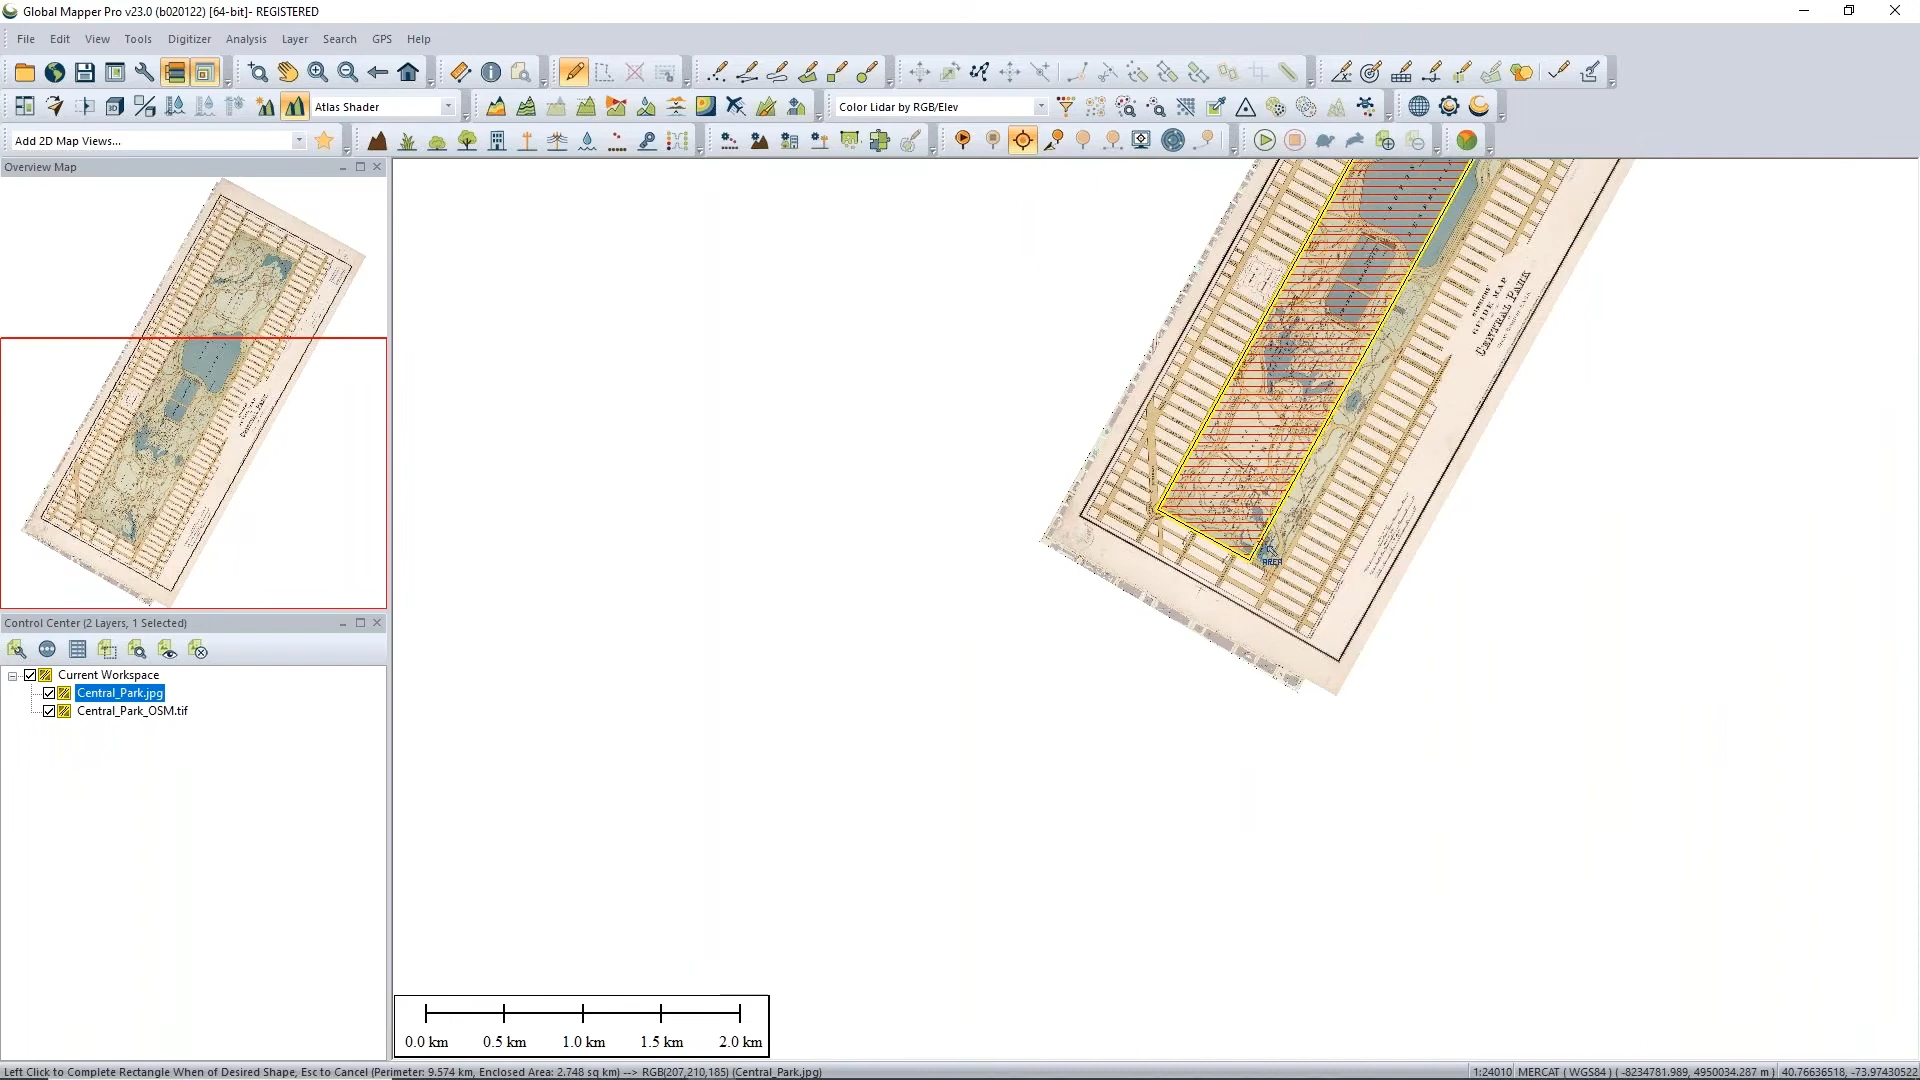 Global Mapper Pro v23.0 (b020122) [64-bit]- REGISTERED
File Edit View Tools Digitizer Analysis Layer Search GPS Help
Atlas Shader
Color Lidar by RGB/Elev
Add 2D Map Views...
Overview Map
GUIDE MAP
CENTRAL PARK
AREA
Control Center (2 Layers, 1 Selected)
Current Workspace
Central_Park.jpg
Central_Park_OSM.tif
0.0 km 0.5 km 1.0 km 1.5 km 2.0 km
Left Click to Complete Rectangle When of Desired Shape, Esc to Cancel (Perimeter: 9.574 km, Enclosed Area: 2.748 sq km) --> RGB(207,210,185) (Central_Park.jpg)
1:24010 MERCAT ( WGS84 ) ( -8234781.989, 4950034.287 m ) 40.76636518, -73.97430522